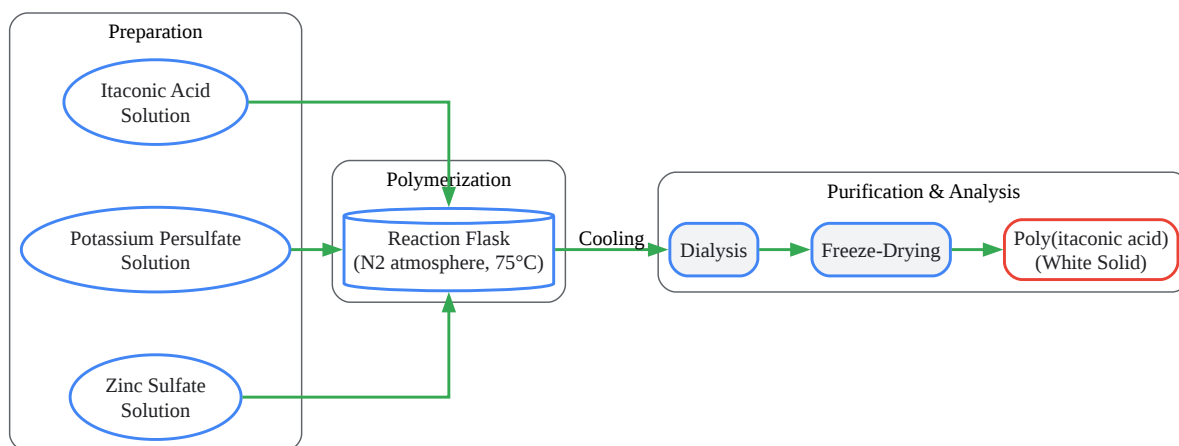 Preparation
Itaconic Acid
Solution
Potassium Persulfate
Solution
Zinc Sulfate
Solution
Polymerization
Reaction Flask
(N2 atmosphere, 75°C)
Cooling
Purification & Analysis
Dialysis
Freeze-Drying
Poly(itaconic acid)
(White Solid)